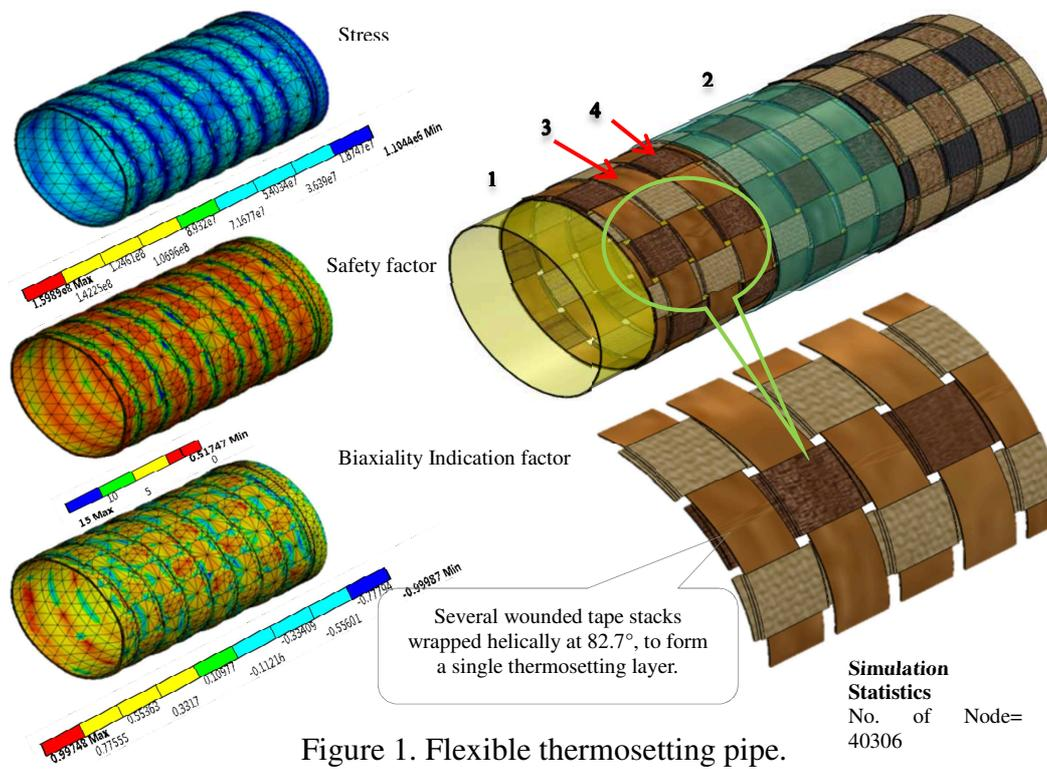 Stress
1.1044e6 Min
1.8747e7
3.639e7
5.4034e7
7.1677e7
8.932e7
1.0696e8
1.2461e8
1.4225e8
1.5989e8 Max
Safety factor
0.51747 Min
0
5
10
15 Max
Biaxiality Indication factor
-0.99987 Min
-0.77794
-0.55601
-0.33409
-0.11216
0.10977
0.3317
0.55363
0.77555
0.99748 Max
1
2
3
4
Several wounded tape stacks
wrapped helically at 82.7°, to form
a single thermosetting layer.
Simulation
Statistics
No. of Node=
40306
Figure 1. Flexible thermosetting pipe.